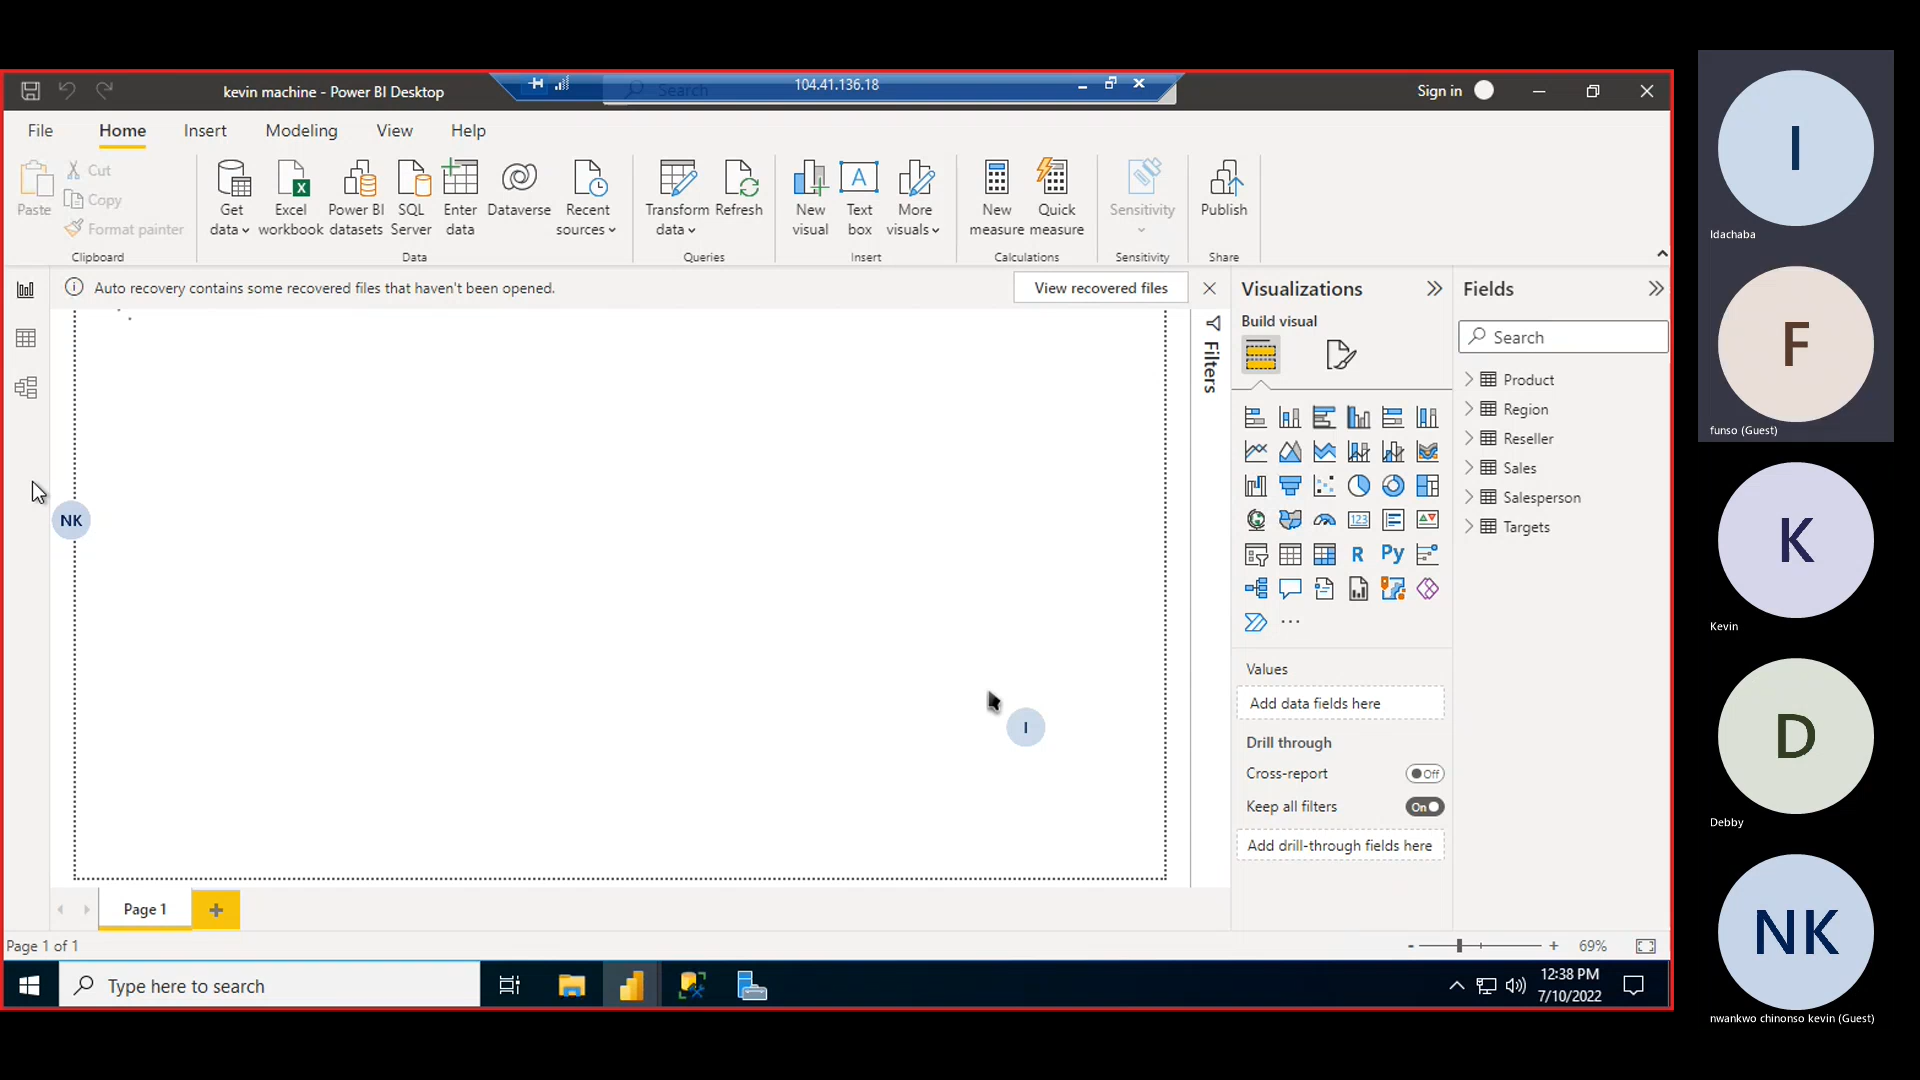 kevin machine - Power BI Desktop
Search
104.41.136.18
Sign in
File
Home
Insert
Modeling
View
Help
Paste
Cut
Copy
Format painter
Clipboard
Get data
Excel workbook
Power BI datasets
SQL Server
Enter data
Dataverse
Recent sources
Data
Transform data
Refresh
Queries
New visual
Text box
More visuals
Insert
New measure
Quick measure
Calculations
Sensitivity
Sensitivity
Publish
Share
Auto recovery contains some recovered files that haven't been opened.
View recovered files
Filters
Visualizations
Build visual
123
R
Py
Values
Add data fields here
Drill through
Cross-report
Off
Keep all filters
On
Add drill-through fields here
Fields
Search
Product
Region
Reseller
Sales
Salesperson
Targets
NK
I
Page 1
Page 1 of 1
69%
Type here to search
12:38 PM
7/10/2022
I
Idachaba
F
funso (Guest)
K
Kevin
D
Debby
NK
nwankwo chinonso kevin (Guest)